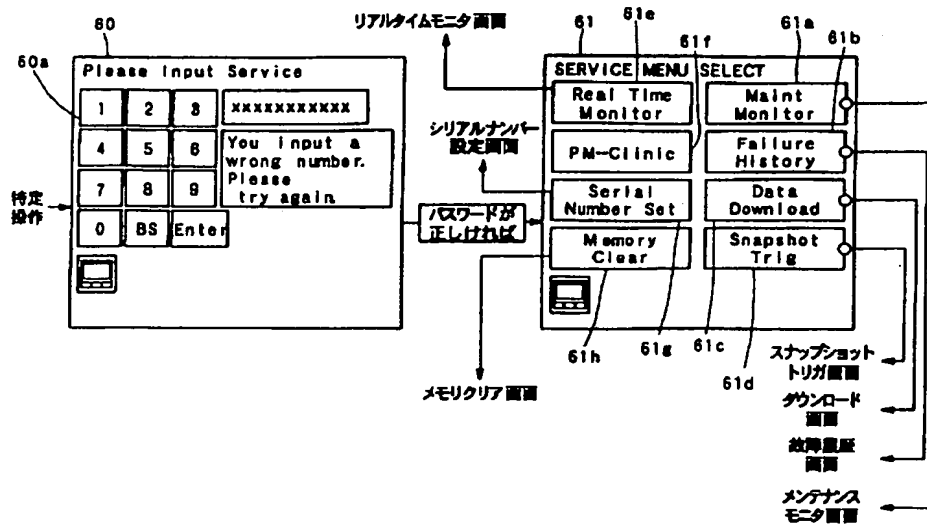 リアルタイムモニタ画面
60
60a
Please Input Service
1
2
3
xxxxxxxxxxx
4
5
6
You input a
wrong number.
Please
try again.
7
8
9
0
BS
Enter
特定
操作
パスワードが
正しければ
シリアルナンバー
設定画面
メモリクリア画面
61e
61
61f
61a
61b
SERVICE MENU SELECT
Real Time
Monitor
Maint
Monitor
PM-Clinic
Failure
History
Serial
Number Set
Data
Download
Memory
Clear
Snapshot
Trig
61h
61g
61c
61d
スナップショット
トリガ画面
ダウンロード
画面
故障履歴
画面
メンテナンス
モニタ画面